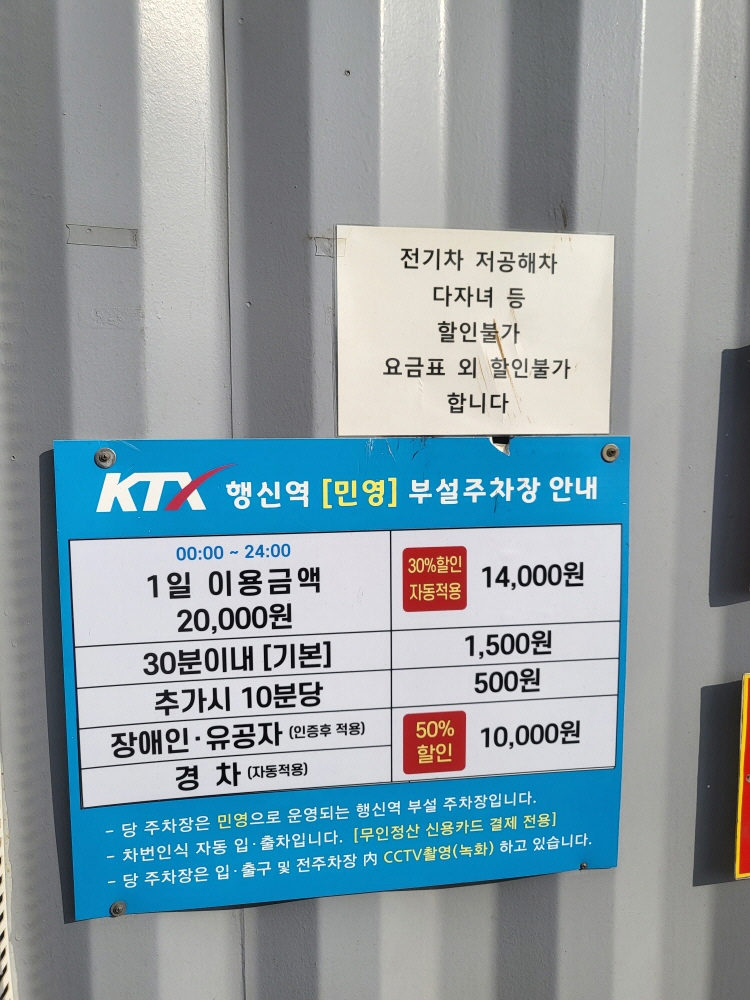 전기차 저공해차
다자녀 등
할인불가
요금표 외 할인불가
합니다
KTX 행신역 [민영] 부설주차장 안내
00:00 ~ 24:00
1일 이용금액
20,000원
30%할인
자동적용
14,000원
30분이내 [기본]
1,500원
추가시 10분당
500원
장애인·유공자 (인증후 적용)
경 차 (자동적용)
50%
할인
10,000원
- 당 주차장은 민영으로 운영되는 행신역 부설 주차장입니다.
- 차번인식 자동 입·출차입니다. [무인정산 신용카드 결제 전용]
- 당 주차장은 입·출구 및 전주차장 內 CCTV촬영(녹화) 하고 있습니다.